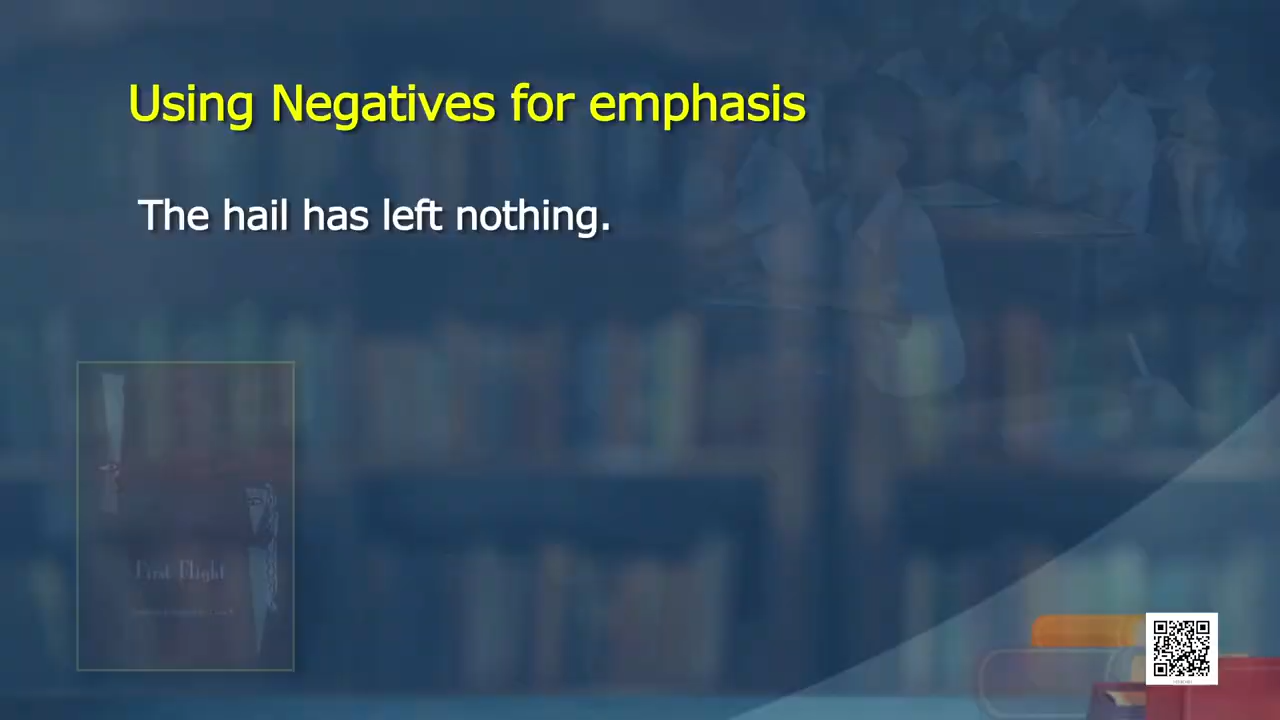 Using Negatives for emphasis
The hail has left nothing.
First Flight